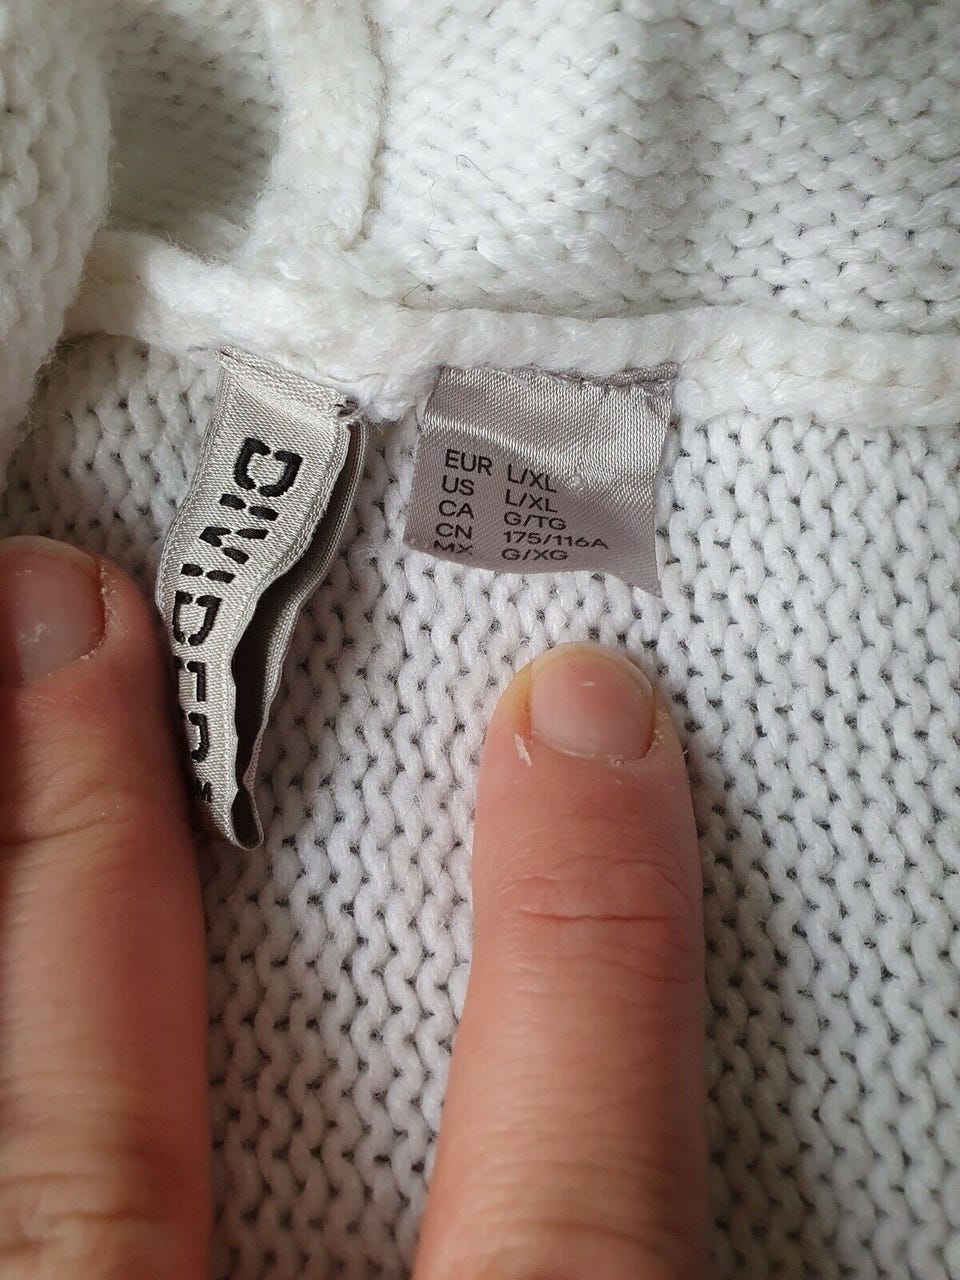 DIVIDED
EUR L/XL
US L/XL
CA G/TG
CN 175/116A
MX G/XG